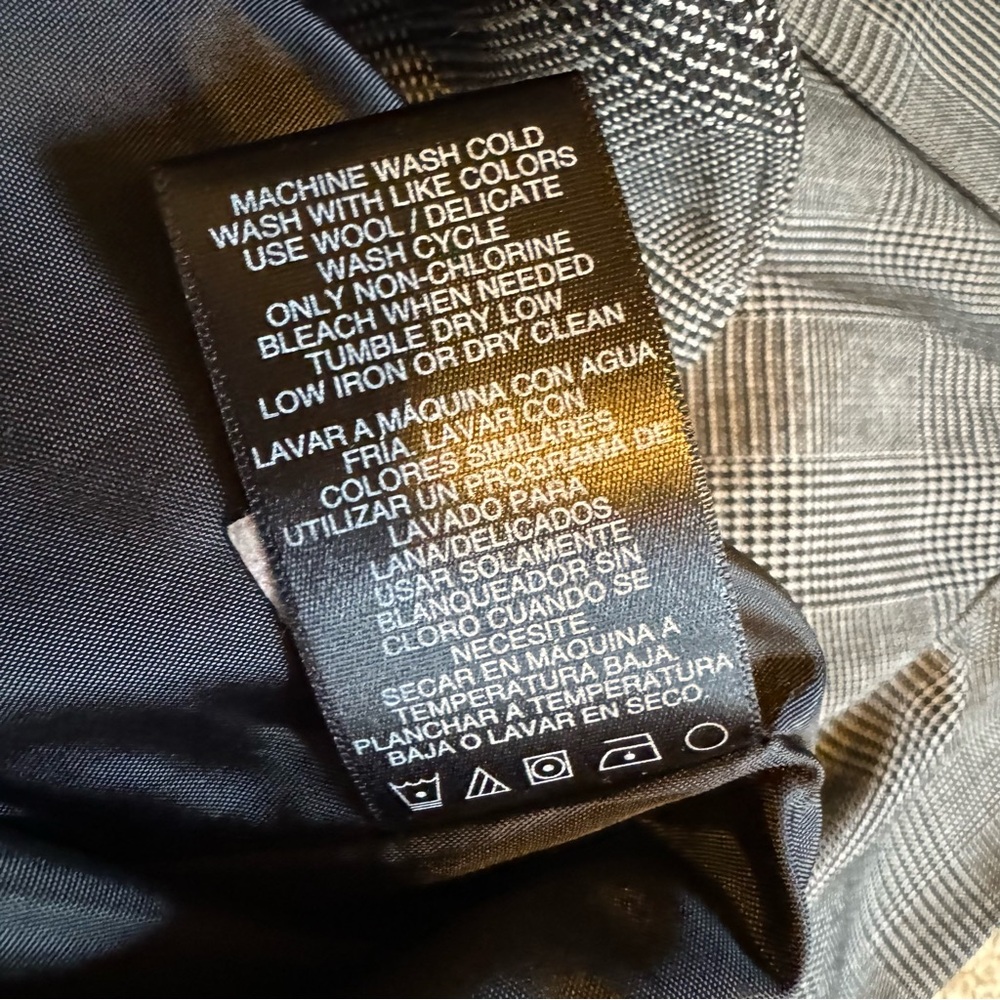 MACHINE WASH COLD
WASH WITH LIKE COLORS
USE WOOL / DELICATE
WASH CYCLE
ONLY NON-CHLORINE
BLEACH WHEN NEEDED
TUMBLE DRY LOW
LOW IRON OR DRY CLEAN
LAVAR A MÁQUINA CON AGUA
FRÍA. LAVAR CON
COLORES SIMILARES
UTILIZAR UN PROGRAMA DE
LAVADO PARA
LANA/DELICADOS.
USAR SOLAMENTE
BLANQUEADOR SIN
CLORO CUANDO SE
NECESITE.
SECAR EN MÁQUINA A
TEMPERATURA BAJA.
PLANCHAR A TEMPERATURA
BAJA O LAVAR EN SECO.